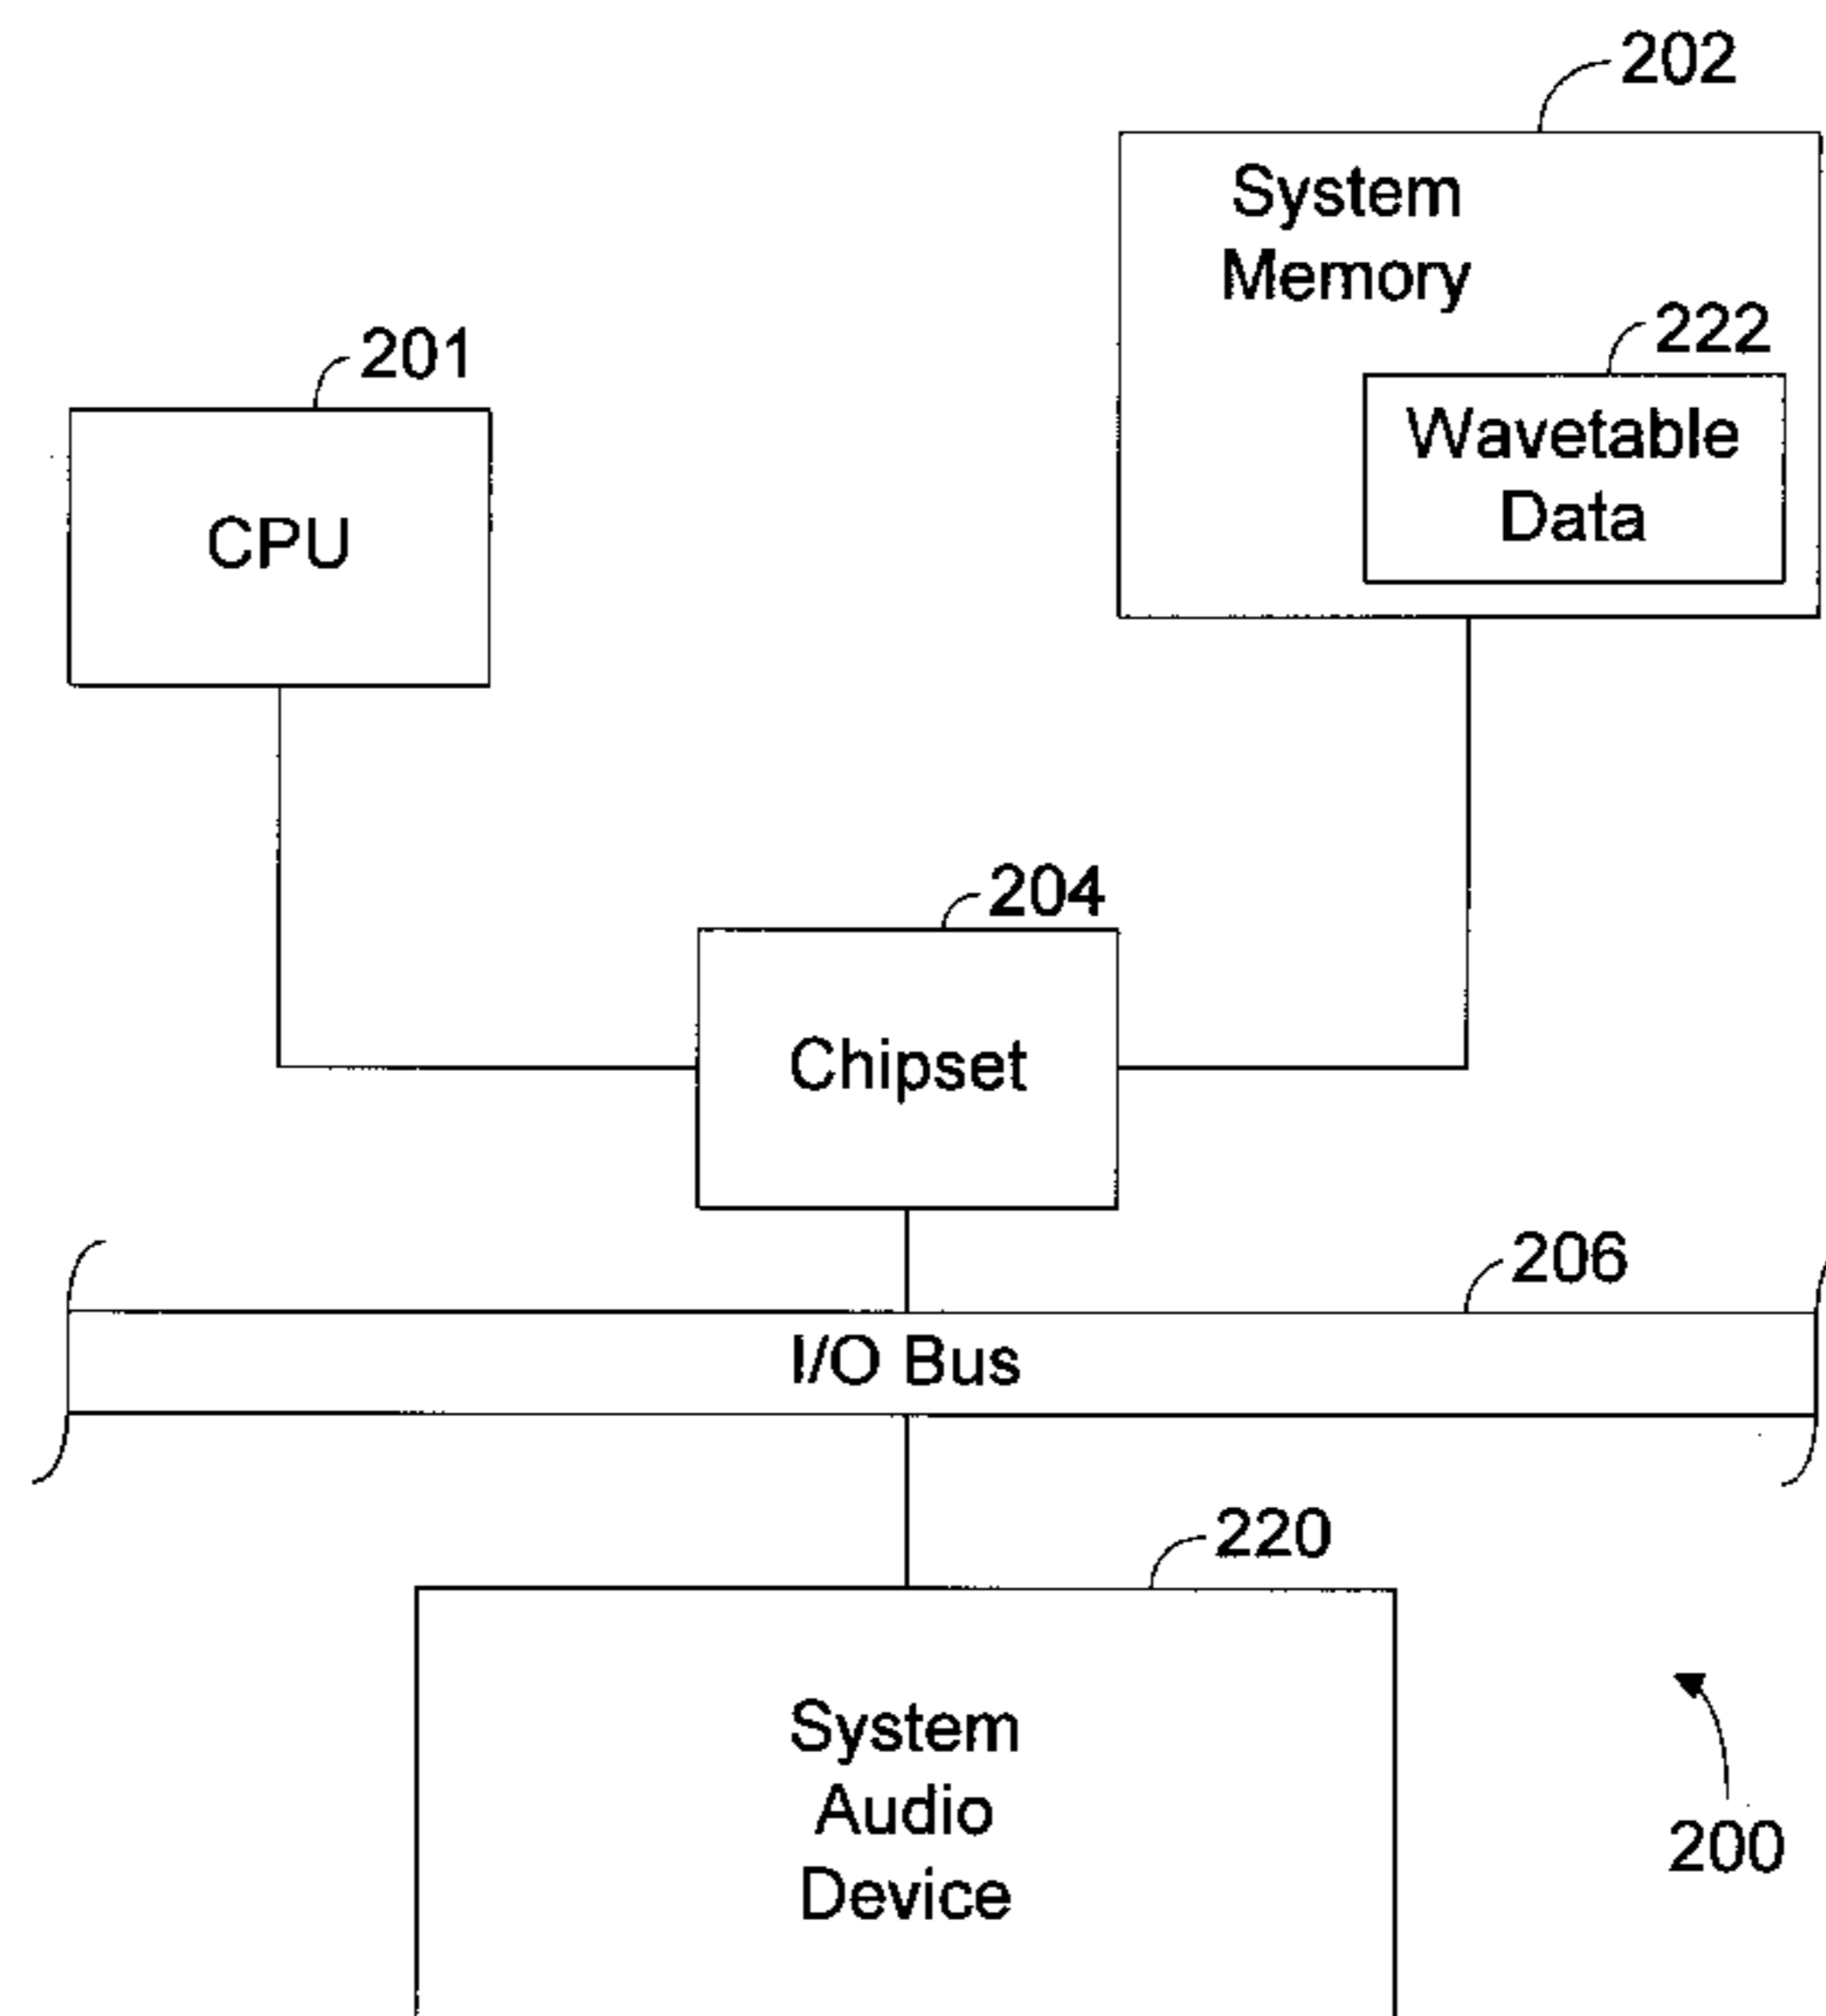 202
System
Memory
222
Wavetable
Data
201
CPU
204
Chipset
206
I/O Bus
220
System
Audio
Device
200